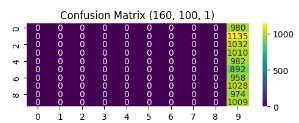 Confusion Matrix (160, 100, 1)
0 0 0 0 0 0 0 0 0 0 980
0 0 0 0 0 0 0 0 0 1135
2 0 0 0 0 0 0 0 0 0 1032
0 0 0 0 0 0 0 0 0 1010
4 0 0 0 0 0 0 0 0 0 982
0 0 0 0 0 0 0 0 0 892
6 0 0 0 0 0 0 0 0 0 958
0 0 0 0 0 0 0 0 0 1028
8 0 0 0 0 0 0 0 0 0 974
0 0 0 0 0 0 0 0 0 1009
0 1 2 3 4 5 6 7 8 9
1000
500
0